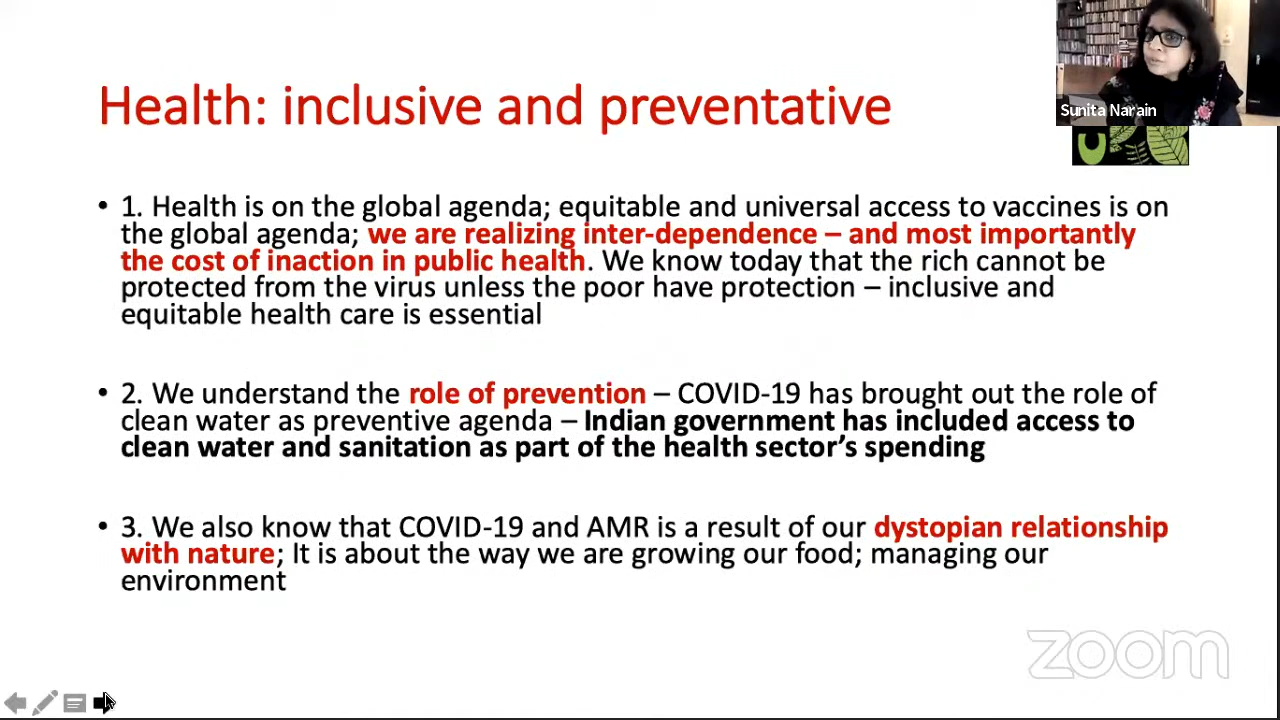 Health: inclusive and preventative
Sunita Narain
• 1. Health is on the global agenda; equitable and universal access to vaccines is on
the global agenda; we are realizing inter-dependence – and most importantly
the cost of inaction in public health. We know today that the rich cannot be
protected from the virus unless the poor have protection – inclusive and
equitable health care is essential
• 2. We understand the role of prevention – COVID-19 has brought out the role of
clean water as preventive agenda – Indian government has included access to
clean water and sanitation as part of the health sector’s spending
• 3. We also know that COVID-19 and AMR is a result of our dystopian relationship
with nature; It is about the way we are growing our food; managing our
environment
zoom